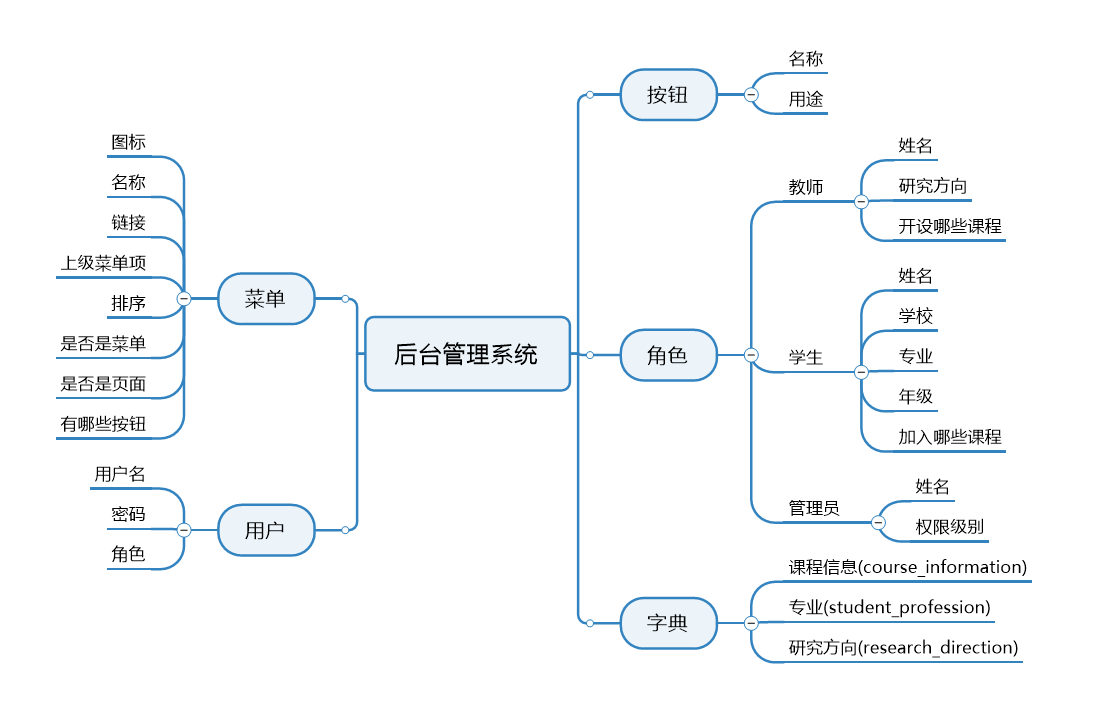 后台管理系统
按钮
名称
用途
角色
教师
姓名
研究方向
开设哪些课程
学生
姓名
学校
专业
年级
加入哪些课程
管理员
姓名
权限级别
字典
课程信息(course_information)
专业(student_profession)
研究方向(research_direction)
菜单
图标
名称
链接
上级菜单项
排序
是否是菜单
是否是页面
有哪些按钮
用户
用户名
密码
角色